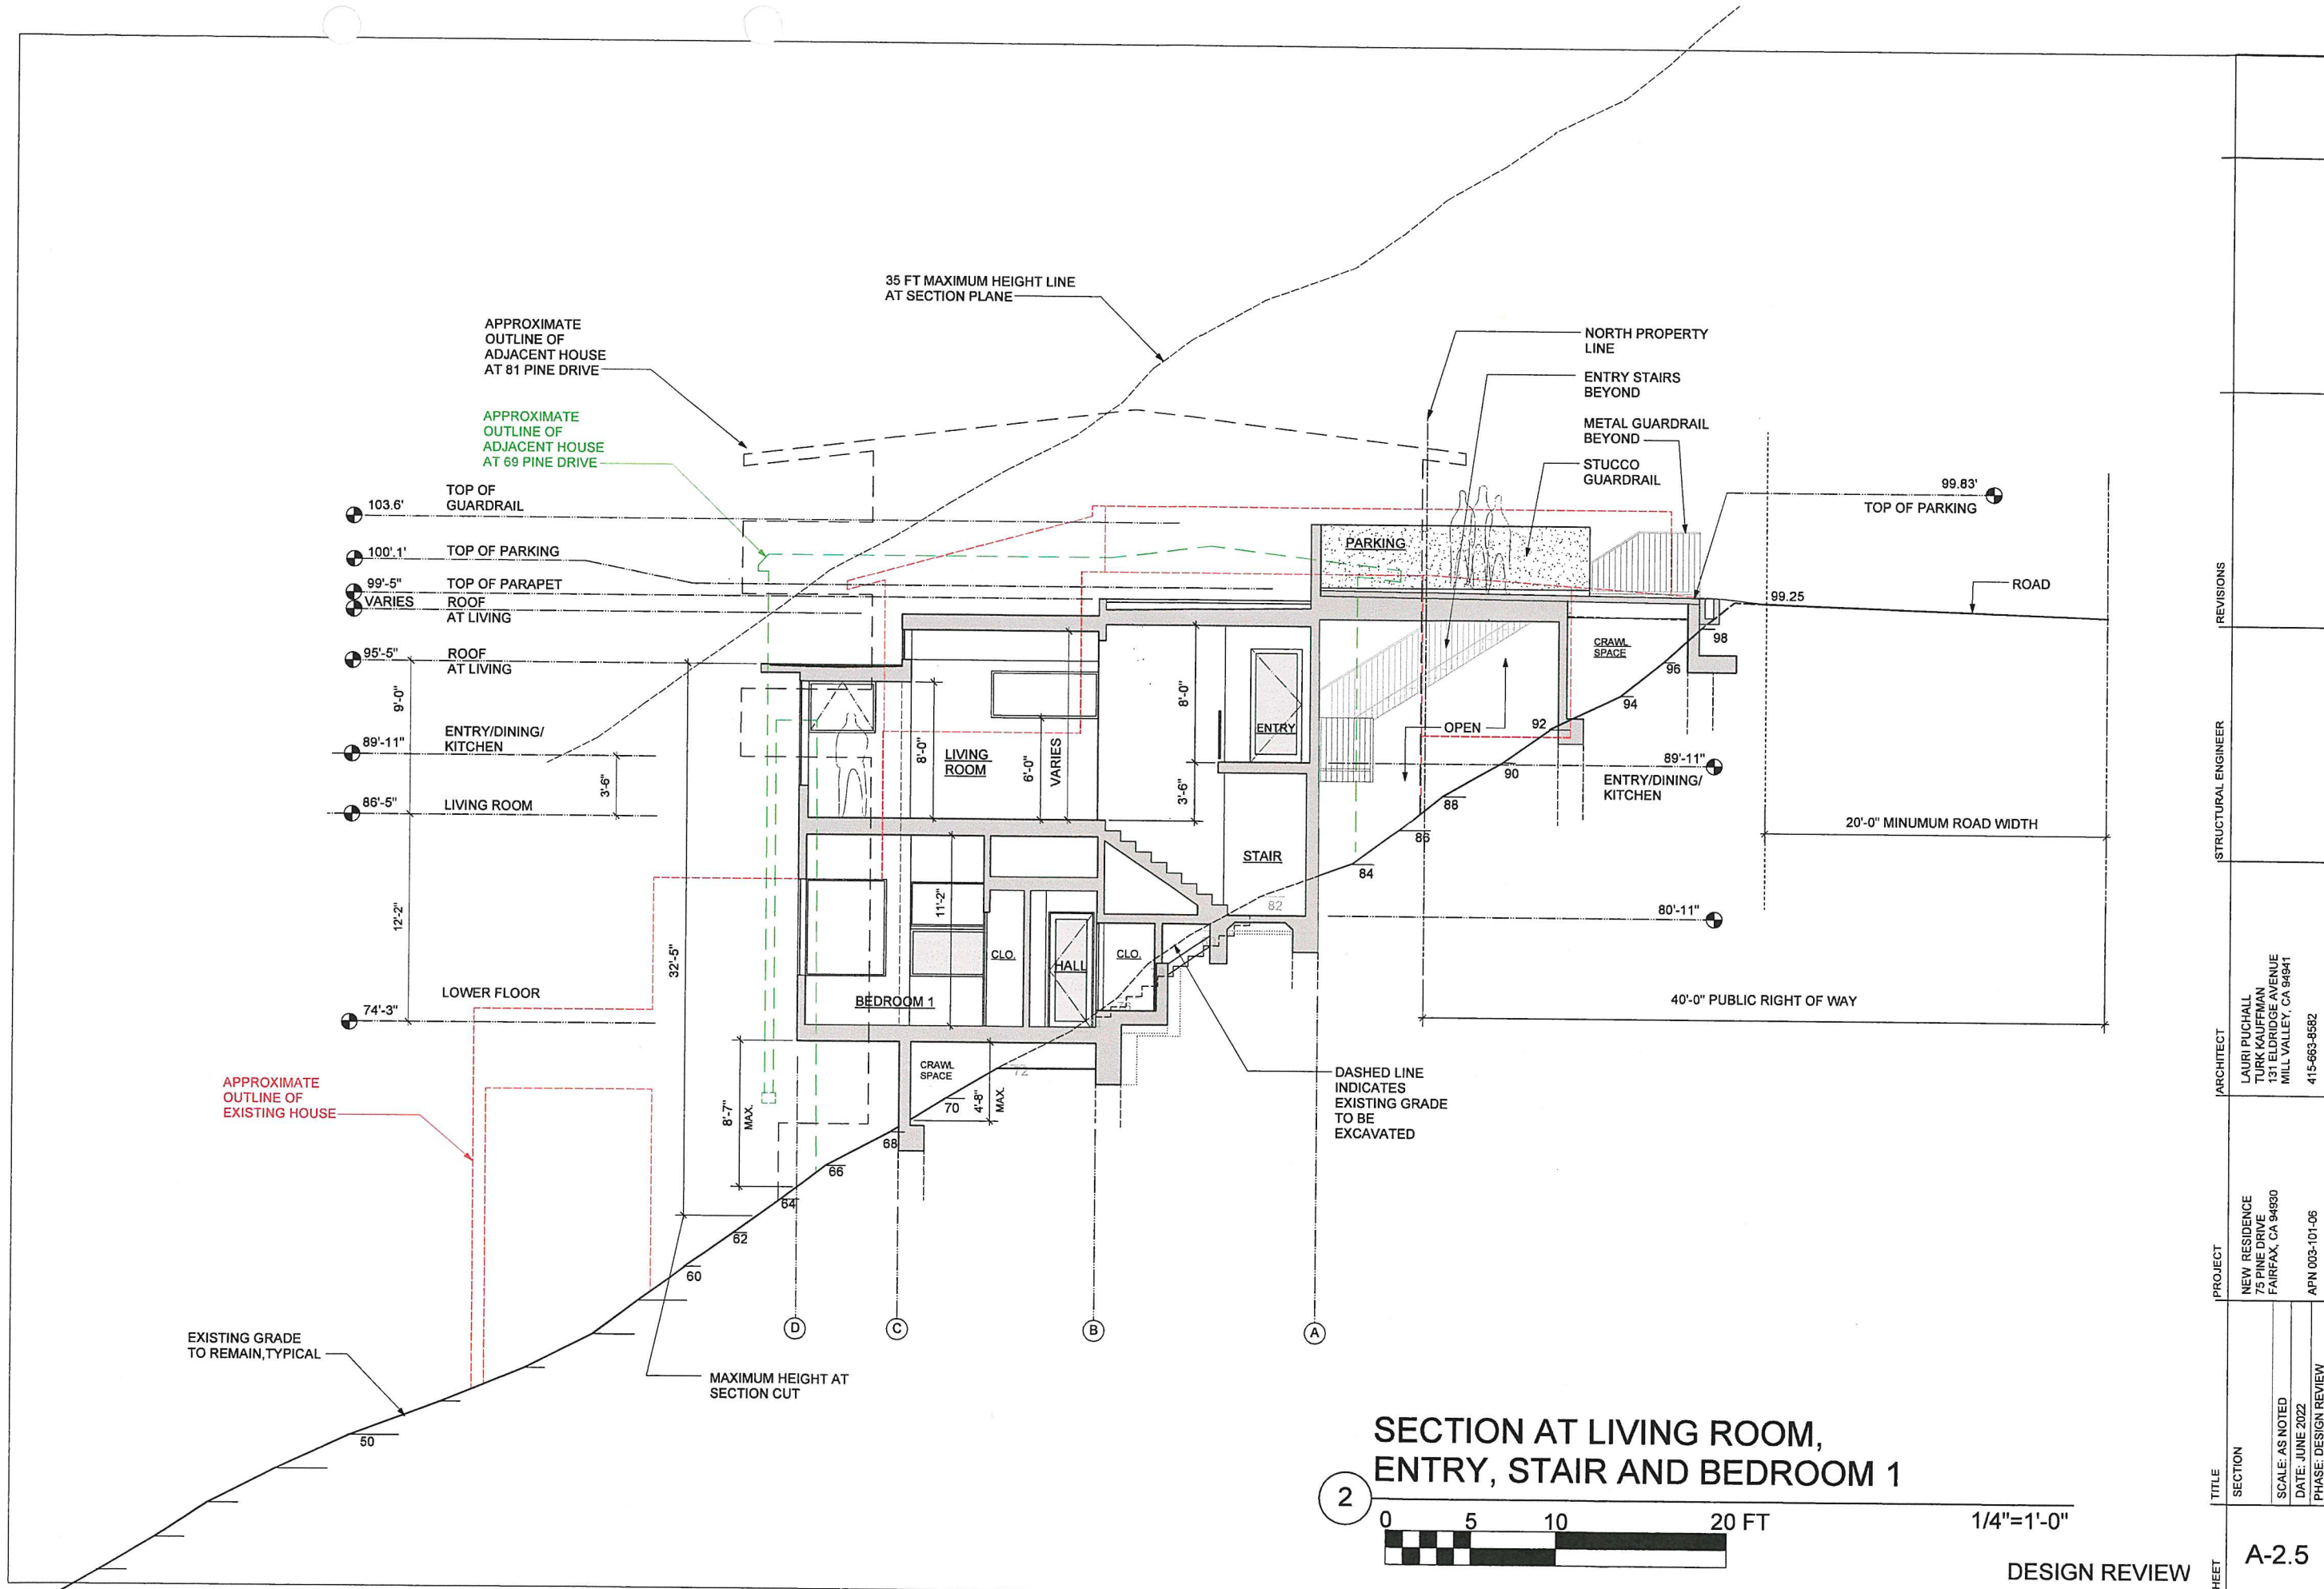 35 FT MAXIMUM HEIGHT LINE
AT SECTION PLANE
APPROXIMATE
OUTLINE OF
ADJACENT HOUSE
AT 81 PINE DRIVE
APPROXIMATE
OUTLINE OF
ADJACENT HOUSE
AT 69 PINE DRIVE
NORTH PROPERTY
LINE
ENTRY STAIRS
BEYOND
METAL GUARDRAIL
BEYOND
STUCCO
GUARDRAIL
99.83'
TOP OF PARKING
103.6'
TOP OF
GUARDRAIL
100'.1'
TOP OF PARKING
99'-5"
TOP OF PARAPET
VARIES
ROOF
AT LIVING
95'-5"
ROOF
AT LIVING
9'-0"
89'-11"
ENTRY/DINING/
KITCHEN
3'-6"
86'-5"
LIVING ROOM
12'-2"
32'-5"
LOWER FLOOR
74'-3"
PARKING
ROAD
99.25
98
CRAWL
SPACE
96
94
92
90
88
86
84
82
OPEN
ENTRY
8'-0"
3'-6"
LIVING
ROOM
8'-0"
6'-0"
VARIES
STAIR
89'-11"
ENTRY/DINING/
KITCHEN
20'-0" MINUMUM ROAD WIDTH
80'-11"
40'-0" PUBLIC RIGHT OF WAY
11'-2"
CLO.
HALL
CLO.
BEDROOM 1
CRAWL
SPACE
72
70
4'-8"
MAX.
8'-7"
MAX.
68
66
64
62
60
50
DASHED LINE
INDICATES
EXISTING GRADE
TO BE
EXCAVATED
APPROXIMATE
OUTLINE OF
EXISTING HOUSE
EXISTING GRADE
TO REMAIN,TYPICAL
MAXIMUM HEIGHT AT
SECTION CUT
D
C
B
A
2
SECTION AT LIVING ROOM,
ENTRY, STAIR AND BEDROOM 1
0 5 10 20 FT
1/4"=1'-0"
DESIGN REVIEW
REVISIONS
STRUCTURAL ENGINEER
ARCHITECT
LAURI PUCHALL
TURK KAUFFMAN
131 ELDRIDGE AVENUE
MILL VALLEY, CA 94941
415-663-8582
PROJECT
NEW RESIDENCE
75 PINE DRIVE
FAIRFAX, CA 94930
APN 003-101-06
TITLE
SECTION
SCALE: AS NOTED
DATE: JUNE 2022
PHASE: DESIGN REVIEW
A-2.5